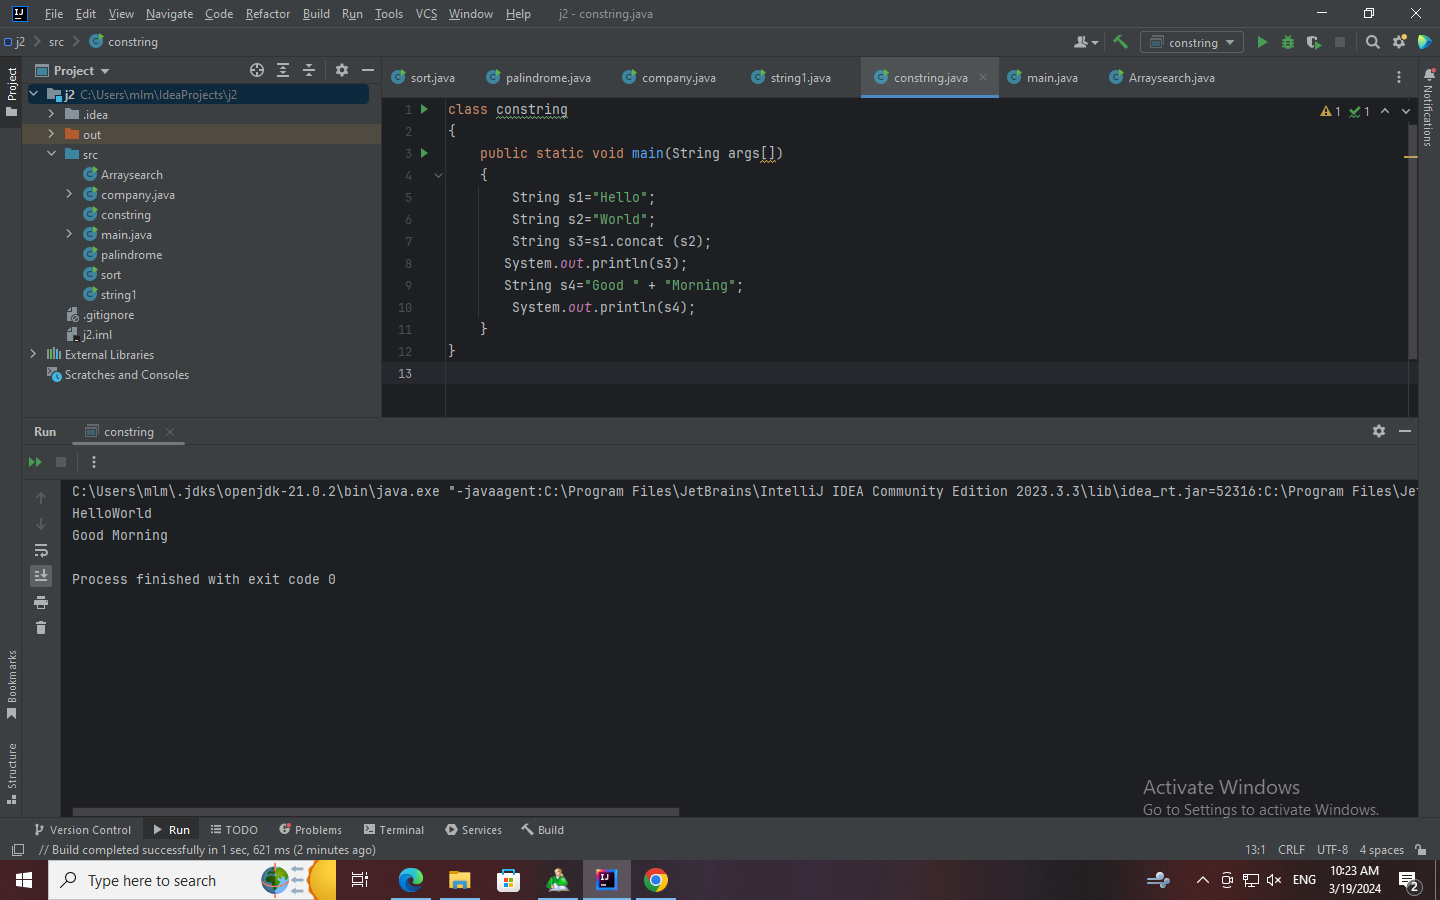 File Edit View Navigate Code Refactor Build Run Tools VCS Window Help j2 - constring.java
j2 src constring
constring
Project
Project
sort.java palindrome.java company.java string1.java constring.java main.java Arraysearch.java
Notifications
j2 C:\Users\mlm\IdeaProjects\j2
.idea
out
src
Arraysearch
company.java
constring
main.java
palindrome
sort
string1
.gitignore
j2.iml
External Libraries
Scratches and Consoles
1 class constring
2 {
3 public static void main(String args[])
4 {
5 String s1="Hello";
6 String s2="World";
7 String s3=s1.concat (s2);
8 System.out.println(s3);
9 String s4="Good " + "Morning";
10 System.out.println(s4);
11 }
12 }
13
1 1
Run constring
C:\Users\mlm\.jdks\openjdk-21.0.2\bin\java.exe "-javaagent:C:\Program Files\JetBrains\IntelliJ IDEA Community Edition 2023.3.3\lib\idea_rt.jar=52316:C:\Program Files\Jet
HelloWorld
Good Morning
Process finished with exit code 0
Bookmarks
Structure
Activate Windows
Go to Settings to activate Windows.
Version Control Run TODO Problems Terminal Services Build
// Build completed successfully in 1 sec, 621 ms (2 minutes ago)
13:1 CRLF UTF-8 4 spaces
Type here to search
ENG
10:23 AM
3/19/2024
2